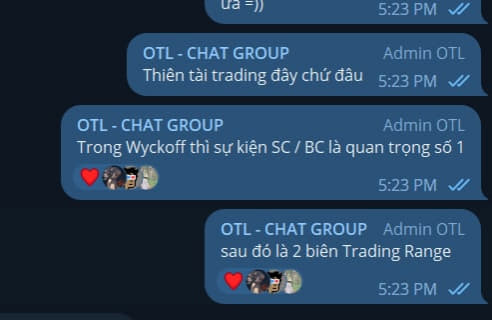 ưa =))
5:23 PM
OTL - CHAT GROUP Admin OTL
Thiên tài trading đây chứ đâu 5:23 PM
OTL - CHAT GROUP Admin OTL
Trong Wyckoff thì sự kiện SC / BC là quan trọng số 1
5:23 PM
OTL - CHAT GROUP Admin OTL
sau đó là 2 biên Trading Range
5:23 PM